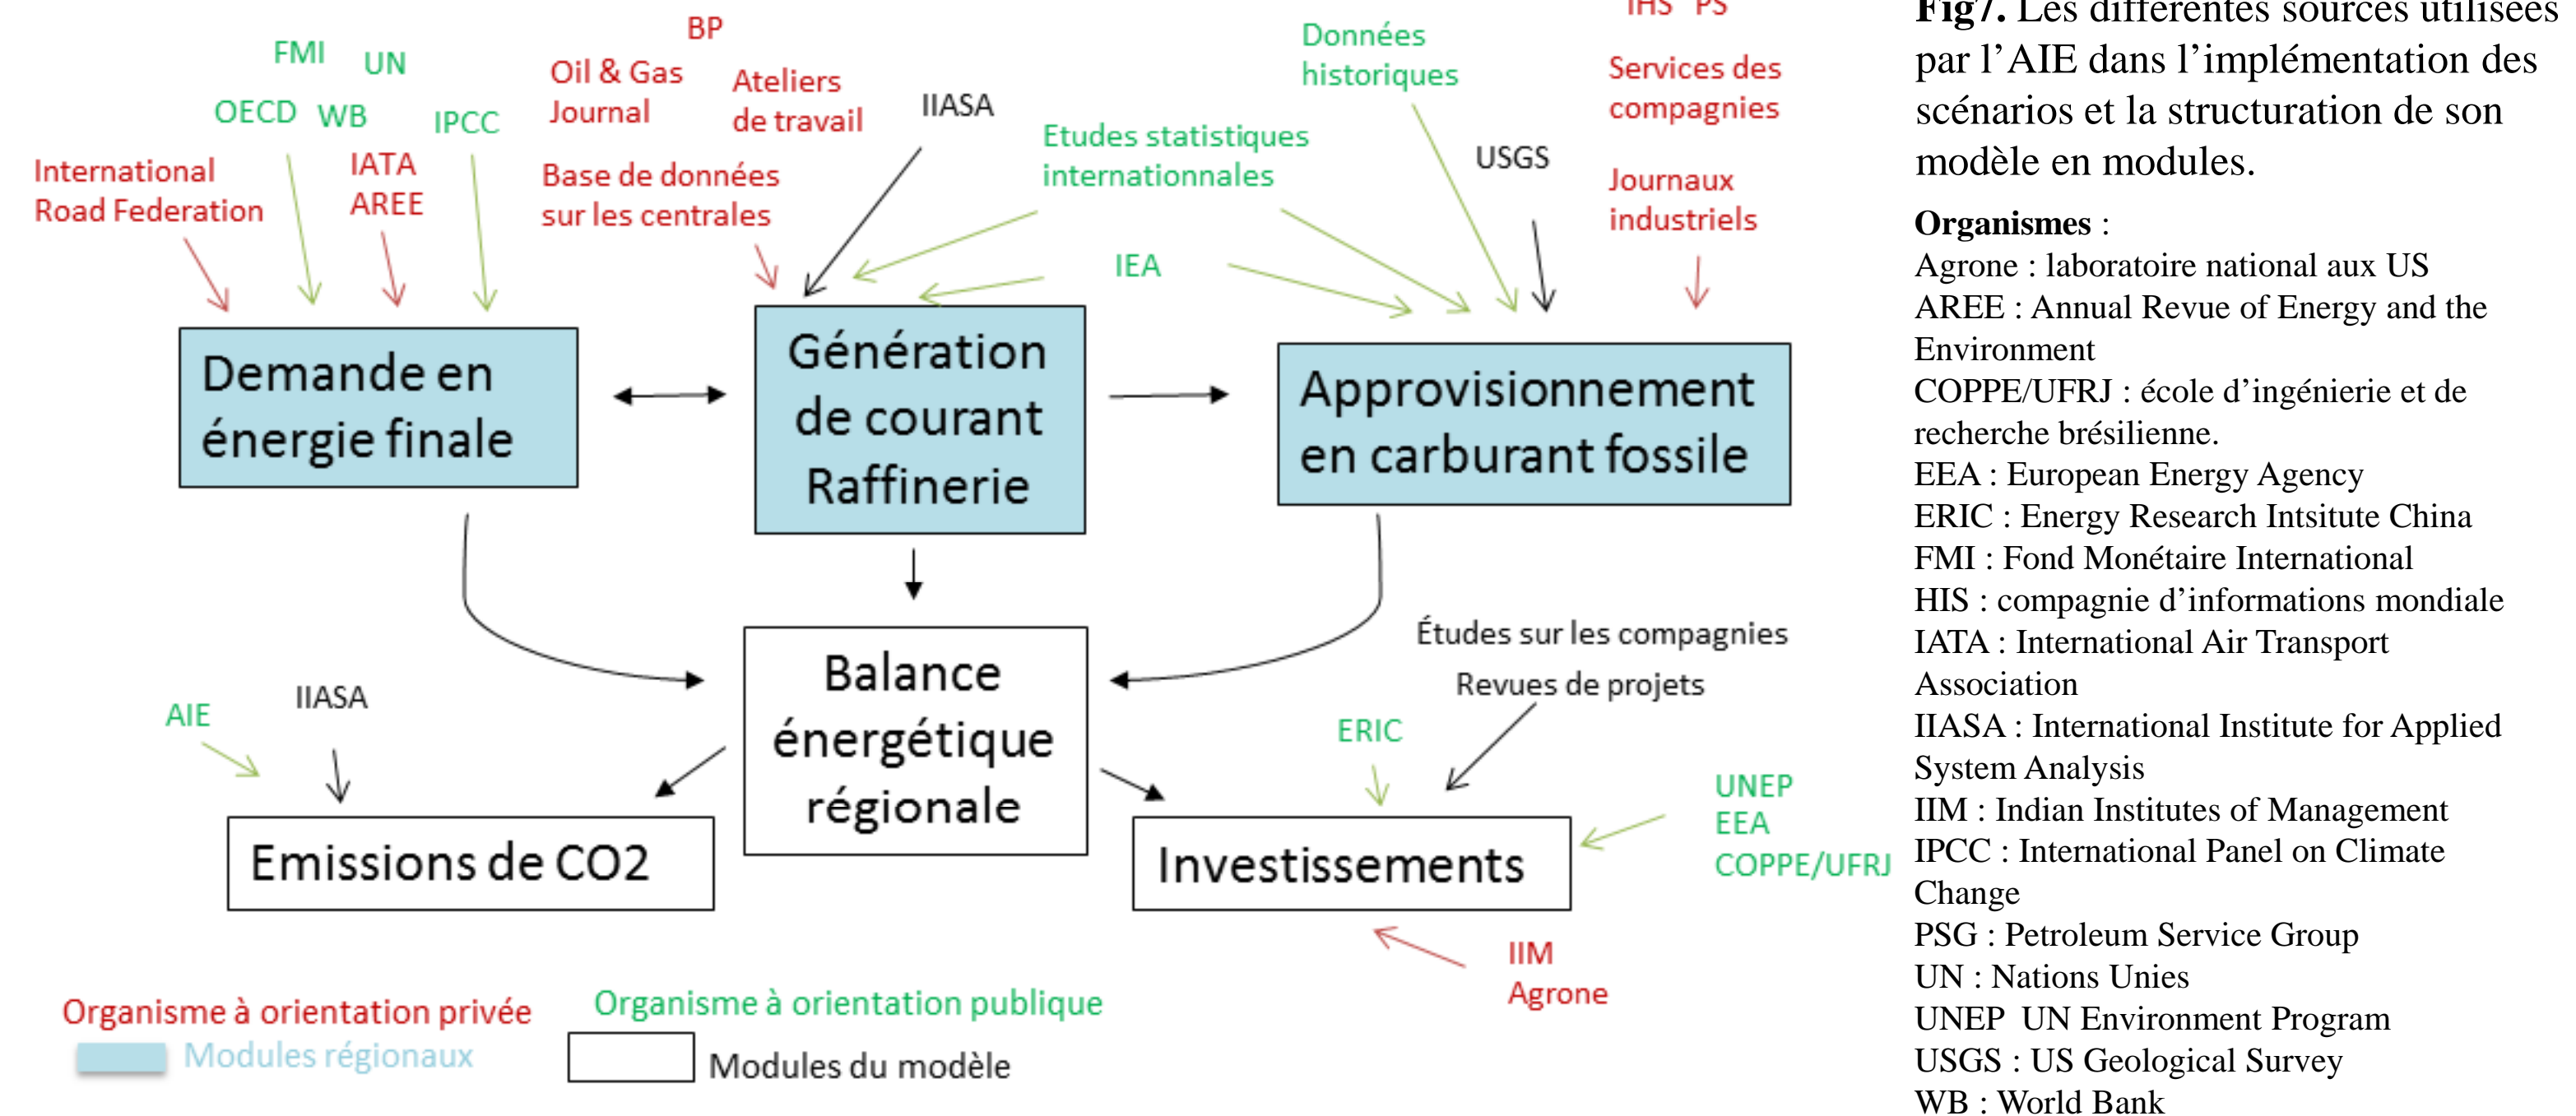 BP
IHS PS
FMI
UN
Oil & Gas
Journal
Ateliers
de travail
Données
historiques
Services des
compagnies
OECD
WB
IPCC
IIASA
Etudes statistiques
internationnales
USGS
International
Road Federation
IATA
AREE
Base de données
sur les centrales
Journaux
industriels
IEA
Demande en
énergie finale
Génération
de courant
Raffinerie
Approvisionnement
en carburant fossile
Balance
énergétique
régionale
Études sur les compagnies
Revues de projets
AIE
IIASA
ERIC
UNEP
EEA
COPPE/UFRJ
Emissions de CO2
Investissements
IIM
Agrone
Organisme à orientation privée
Organisme à orientation publique
Modules régionaux
Modules du modèle
Fig7. Les différentes sources utilisées
par l’AIE dans l’implémentation des
scénarios et la structuration de son
modèle en modules.
Organismes :
Agrone : laboratoire national aux US
AREE : Annual Revue of Energy and the
Environment
COPPE/UFRJ : école d’ingénierie et de
recherche brésilienne.
EEA : European Energy Agency
ERIC : Energy Research Intsitute China
FMI : Fond Monétaire International
HIS : compagnie d’informations mondiale
IATA : International Air Transport
Association
IIASA : International Institute for Applied
System Analysis
IIM : Indian Institutes of Management
IPCC : International Panel on Climate
Change
PSG : Petroleum Service Group
UN : Nations Unies
UNEP UN Environment Program
USGS : US Geological Survey
WB : World Bank